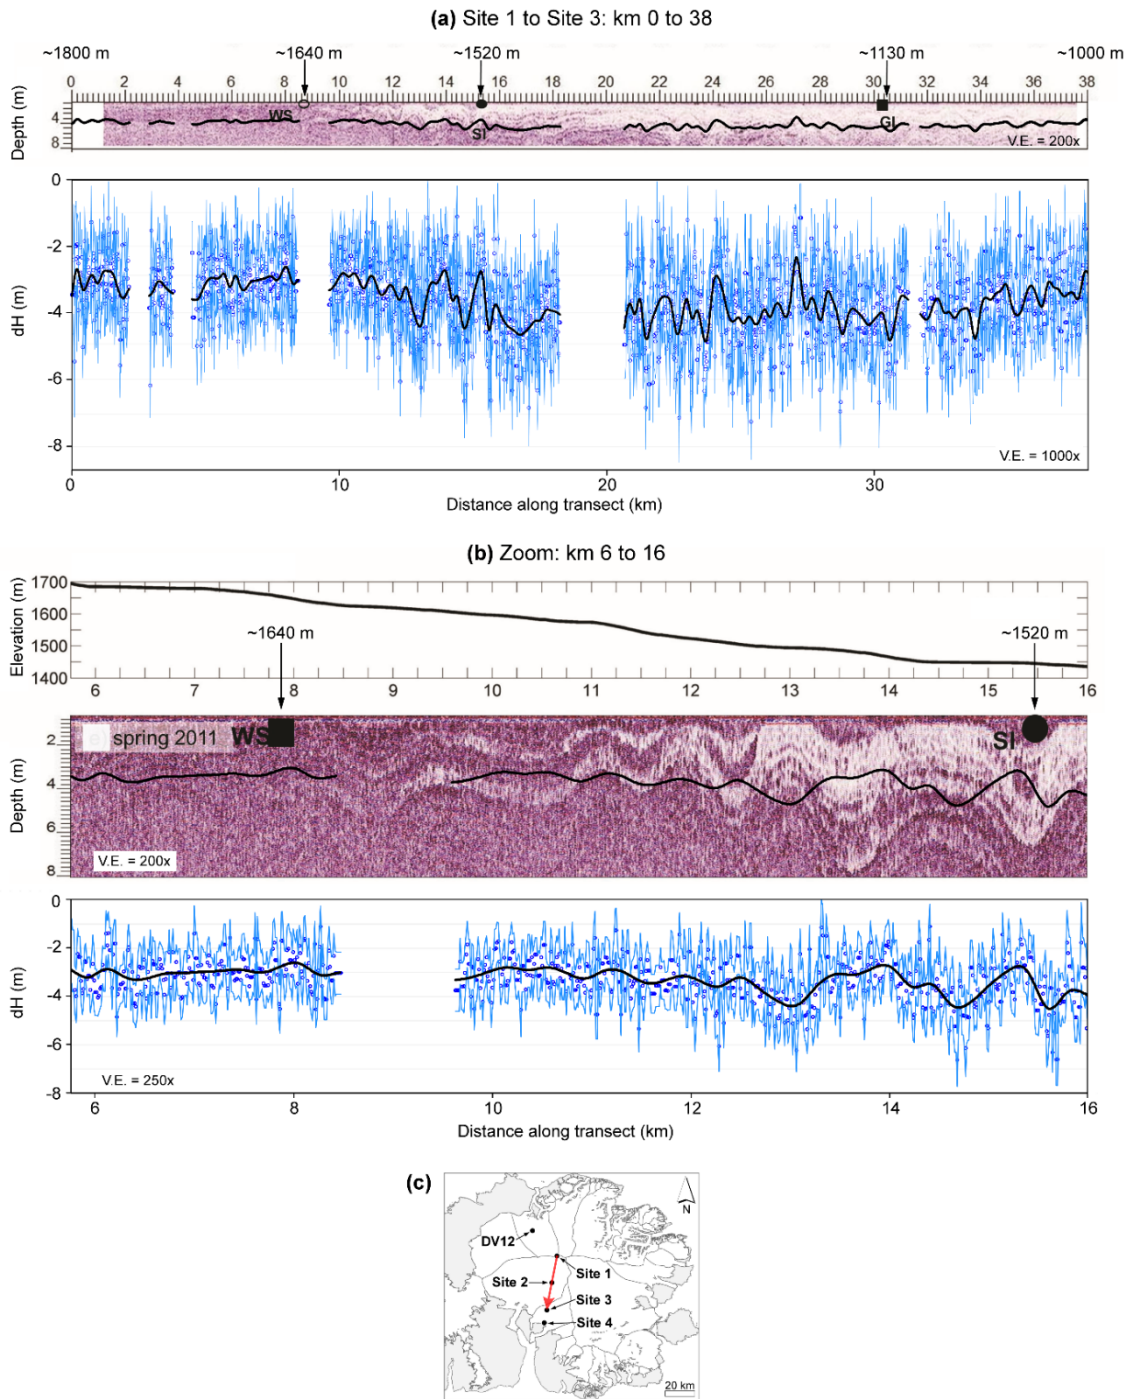 (a) Site 1 to Site 3: km 0 to 38
~1800 m ~1640 m ~1520 m ~1130 m ~1000 m
0 2 4 6 8 10 12 14 16 18 20 22 24 26 28 30 32 34 36 38
Depth (m)
4
8
WS
SI
GI
V.E. = 200x
dH (m)
0
-2
-4
-6
-8
V.E. = 1000x
0 10 20 30
Distance along transect (km)
(b) Zoom: km 6 to 16
Elevation (m)
1700
1600
1500
1400
~1640 m
~1520 m
6 7 8 9 10 11 12 13 14 15 16
Depth (m)
2
4
6
8
spring 2011
WS
SI
V.E. = 200x
dH (m)
0
-2
-4
-6
-8
V.E. = 250x
6 8 10 12 14 16
Distance along transect (km)
(c)
N
DV12
Site 1
Site 2
Site 3
Site 4
20 km